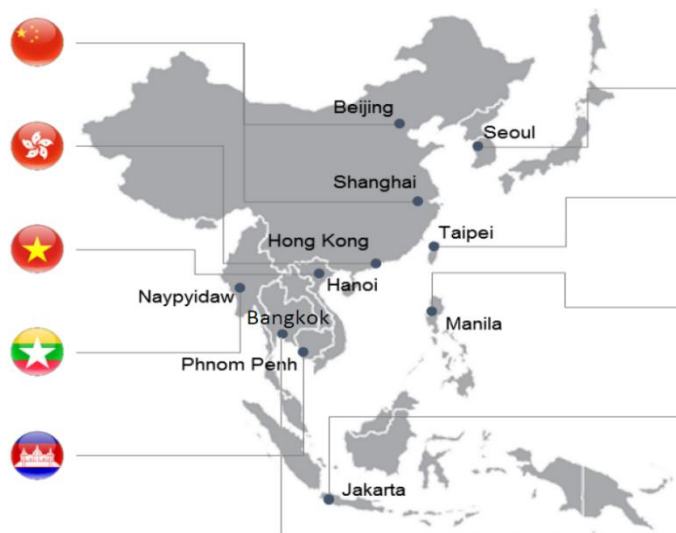 Beijing
Seoul
Shanghai
Taipei
Hong Kong
Hanoi
Naypyidaw
Bangkok
Manila
Phnom Penh
Jakarta